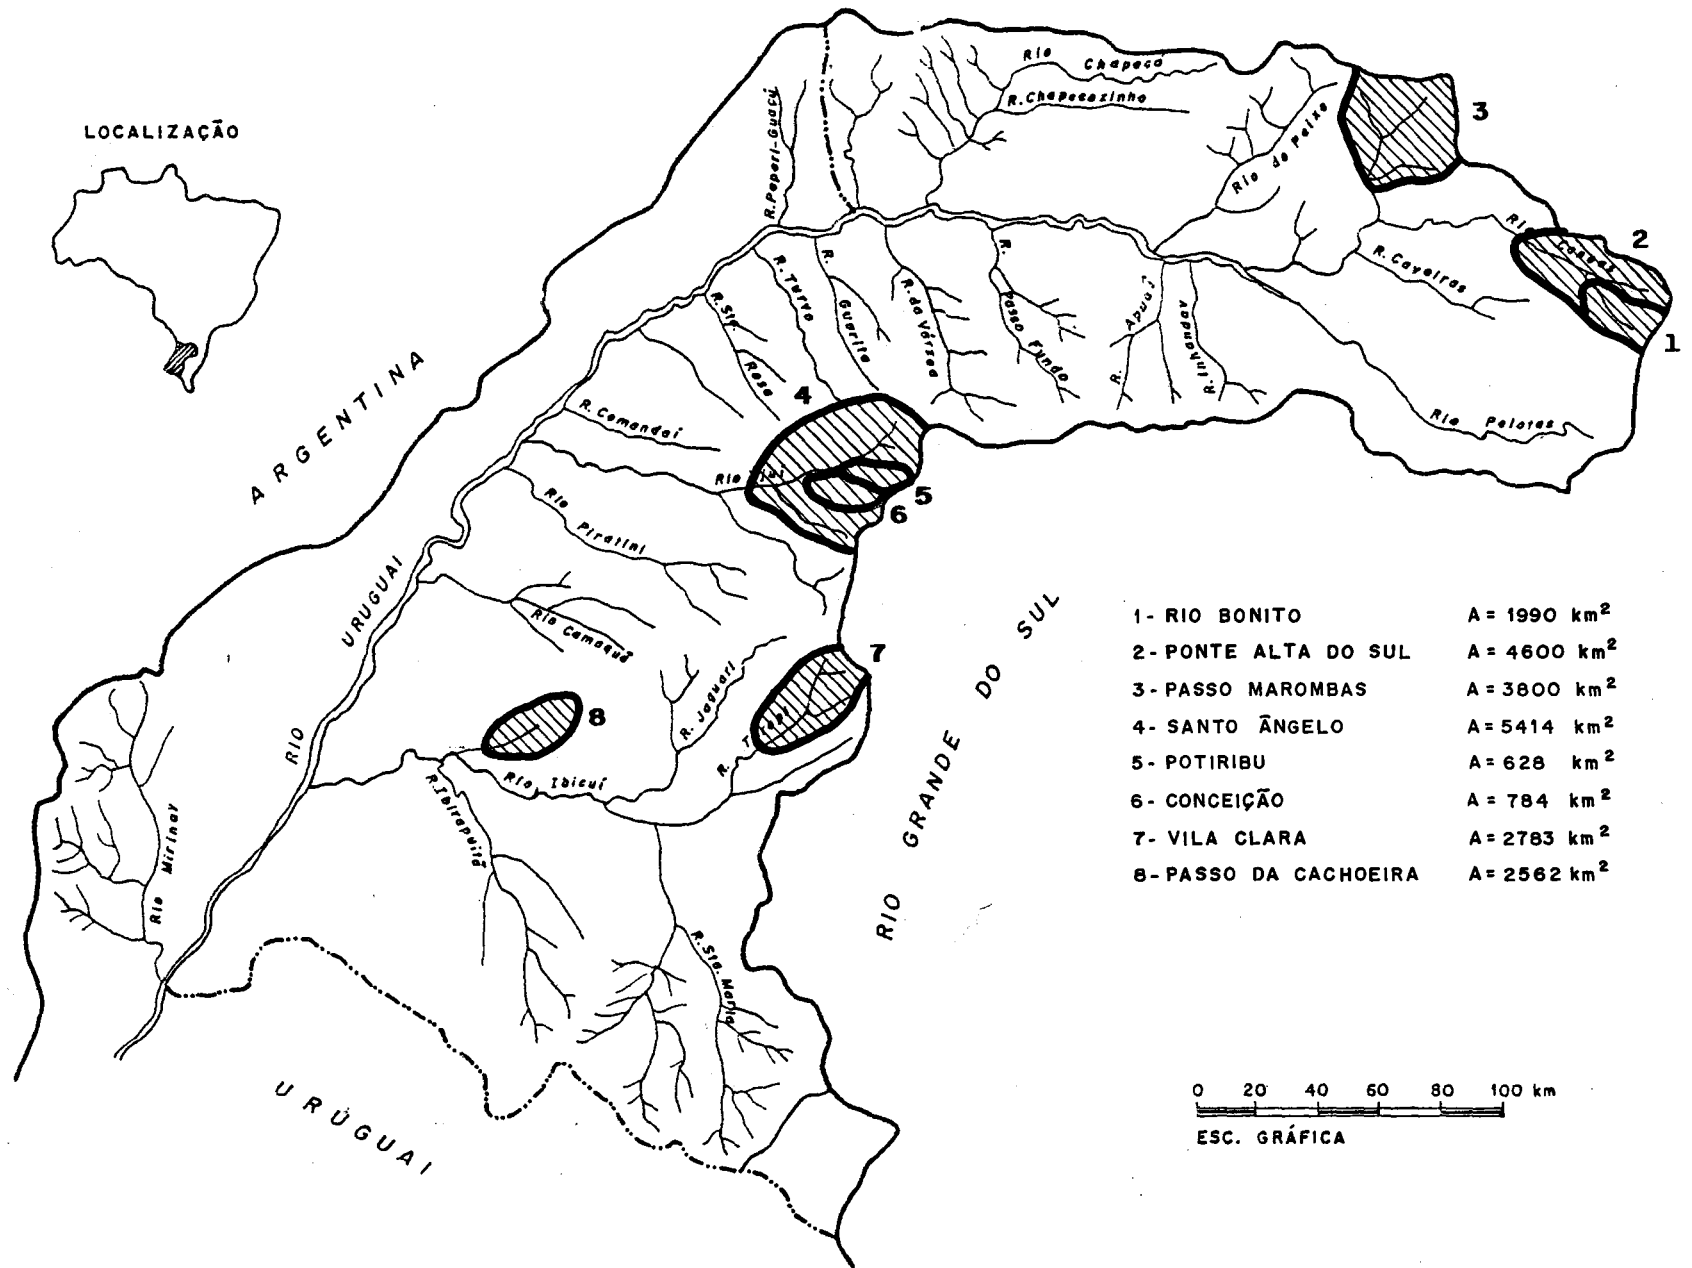 LOCALIZAÇÃO
Rio Chapecó
R. Chapecozinho
R. Peperi-Guaçú
Rio do Peixe
3
Rio Canoas
2
R. Caveiras
1
R. Turvo
R. Guarita
R. da Várzea
R. Passo Fundo
R. Apuaê
R. Inhandav
R. Sta. Rosa
Rio Pelotas
ARGENTINA
R. Comandaí
4
Rio Ijuí
5
6
Rio Piratini
RIO URUGUAI
Rio Camaquã
R. Jaguari
7
8
R. Toropi
Rio Ibicuí
R. Ibirapuitã
Rio Mirinay
R. Sta. Maria
RIO GRANDE DO SUL
URÚGUAI
1- RIO BONITO A= 1990 km²
2- PONTE ALTA DO SUL A= 4600 km²
3- PASSO MAROMBAS A= 3800 km²
4- SANTO ÂNGELO A= 5414 km²
5- POTIRIBU A= 628 km²
6- CONCEIÇÃO A= 784 km²
7- VILA CLARA A= 2783 km²
8- PASSO DA CACHOEIRA A= 2562 km²
0 20 40 60 80 100 km
ESC. GRÁFICA